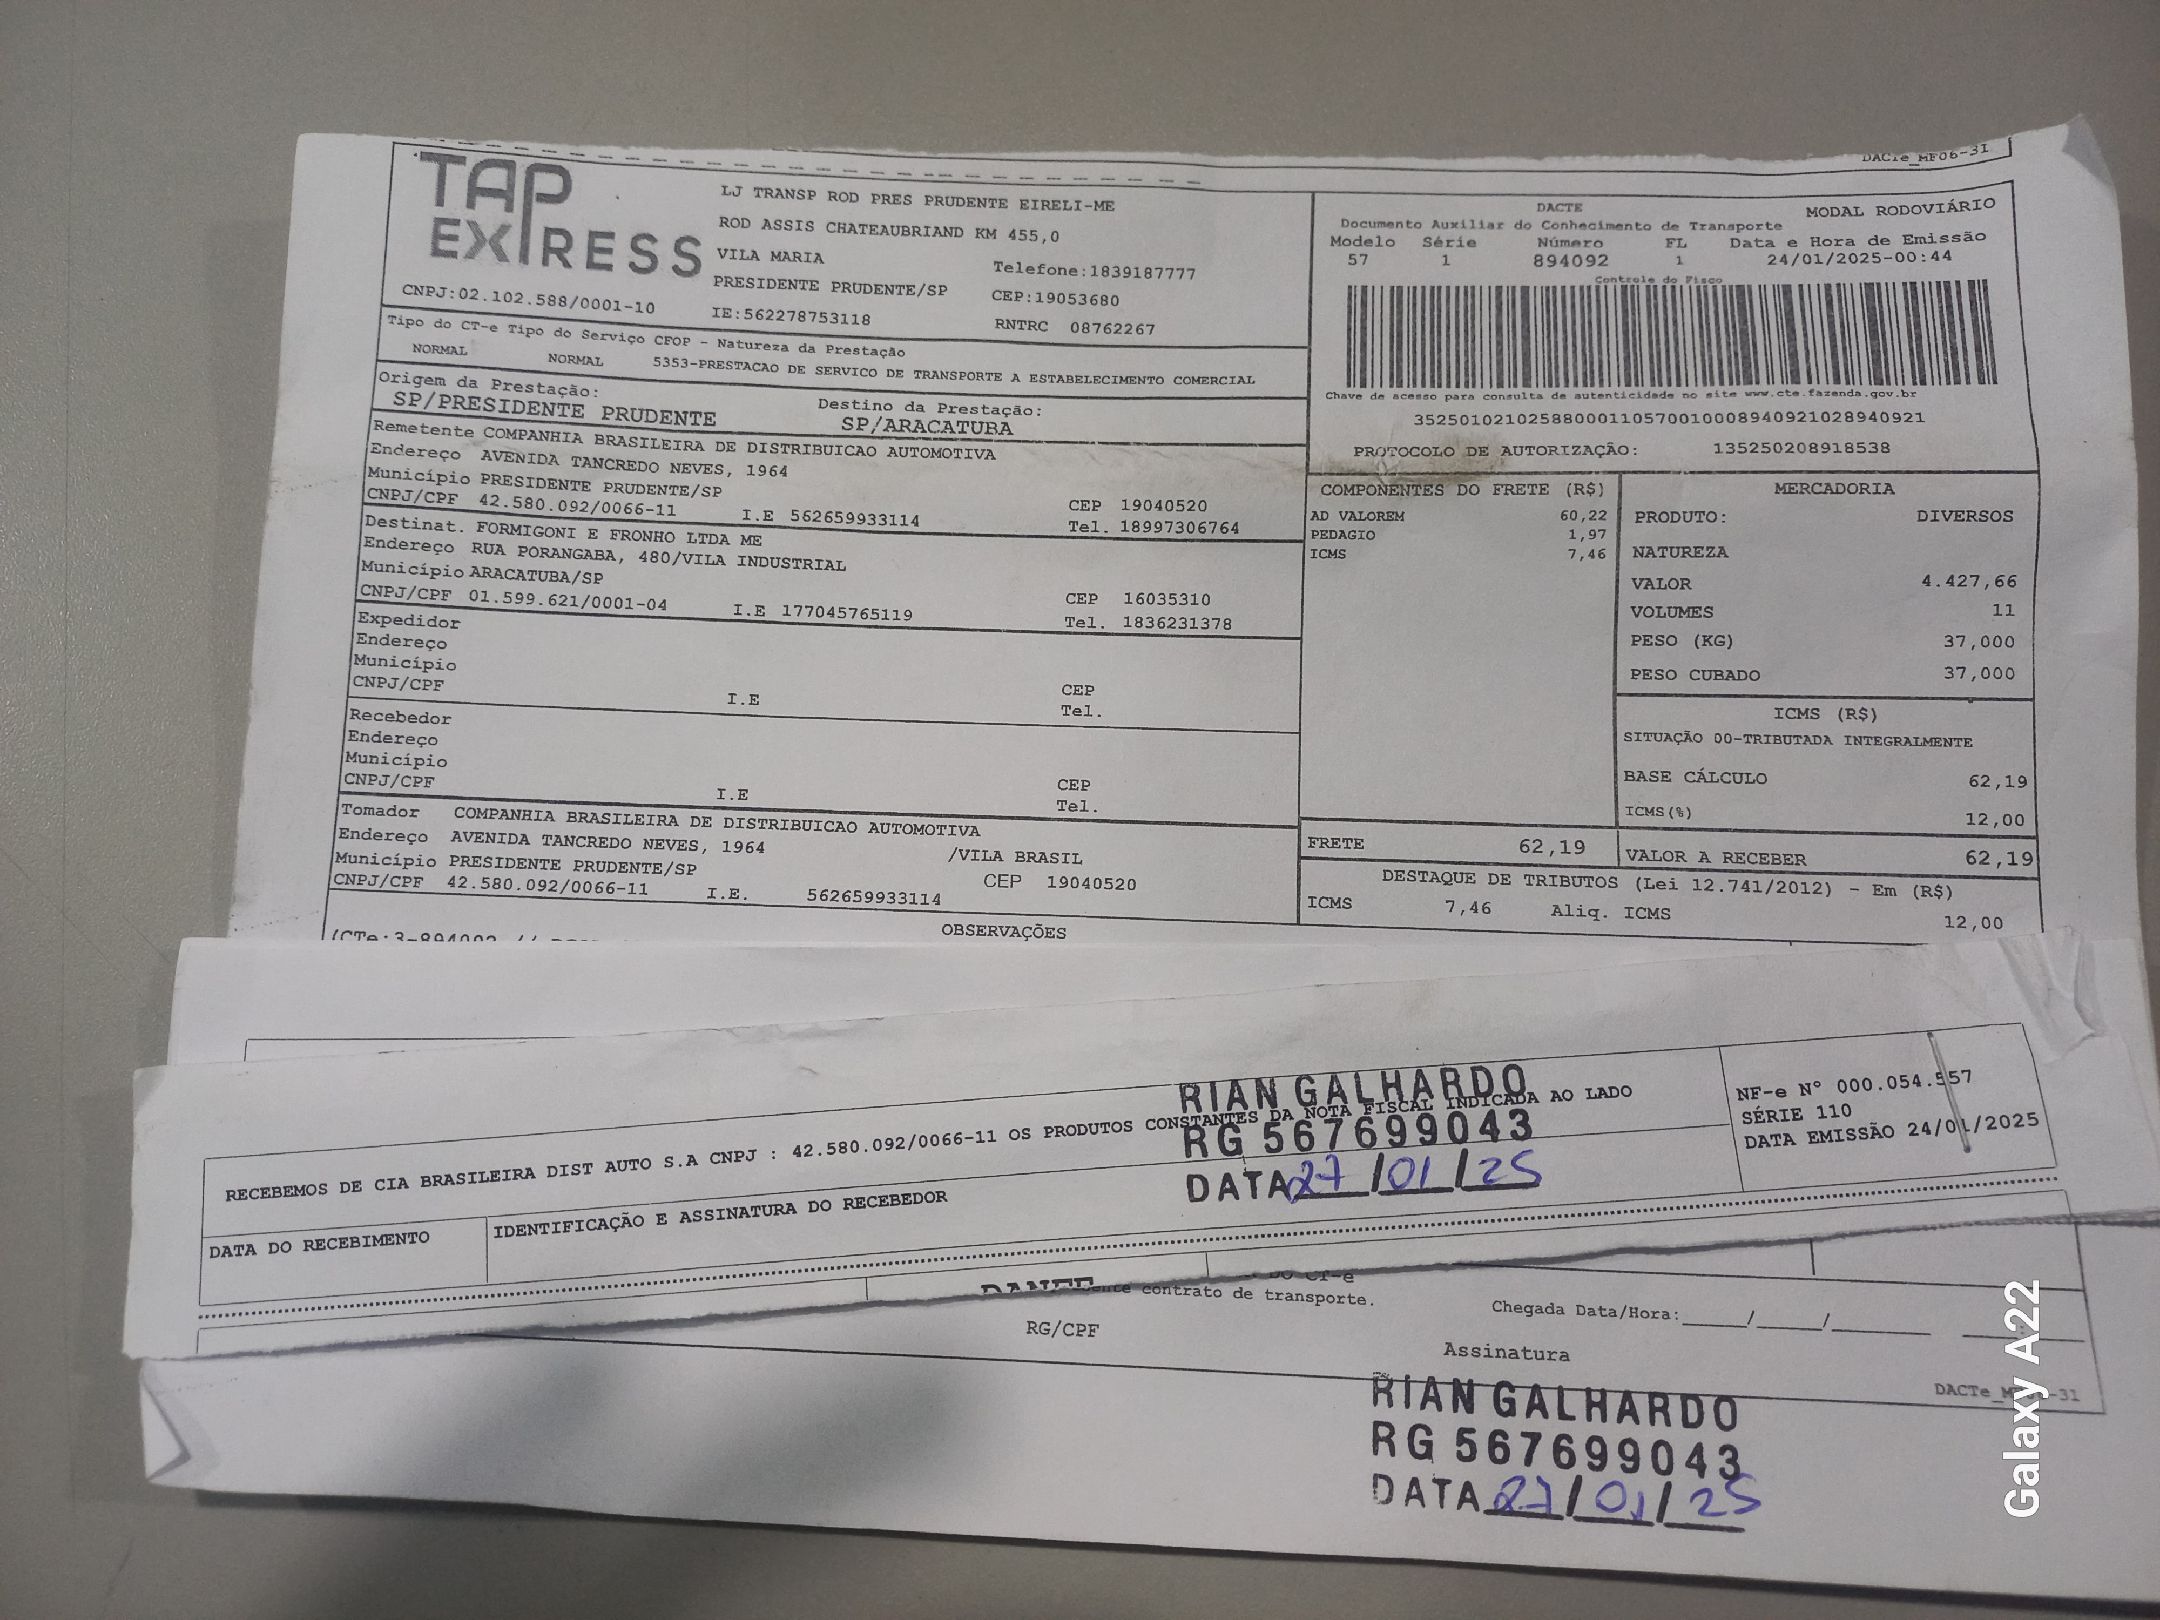 DACTe_MF06-31
TAP
EXPRESS
LJ TRANSP ROD PRES PRUDENTE EIRELI-ME
ROD ASSIS CHATEAUBRIAND KM 455,0
VILA MARIA
Telefone:1839187777
PRESIDENTE PRUDENTE/SP
CEP:19053680
CNPJ:02.102.588/0001-10
IE:562278753118
RNTRC 08762267
DACTE
MODAL RODOVIÁRIO
Documento Auxiliar do Conhecimento de Transporte
Modelo Série Número FL Data e Hora de Emissão
57 1 894092 1 24/01/2025-00:44
Controle do Fisco
Chave de acesso para consulta de autenticidade no site www.cte.fazenda.gov.br
35250102102588000110570010008940921028940921
PROTOCOLO DE AUTORIZAÇÃO: 135250208918538
Tipo do CT-e Tipo do Serviço CFOP - Natureza da Prestação
NORMAL NORMAL 5353-PRESTACAO DE SERVICO DE TRANSPORTE A ESTABELECIMENTO COMERCIAL
Origem da Prestação: Destino da Prestação:
SP/PRESIDENTE PRUDENTE SP/ARACATUBA
Remetente COMPANHIA BRASILEIRA DE DISTRIBUICAO AUTOMOTIVA
Endereço AVENIDA TANCREDO NEVES, 1964
Município PRESIDENTE PRUDENTE/SP CEP 19040520
CNPJ/CPF 42.580.092/0066-11 I.E 562659933114 Tel. 18997306764
Destinat. FORMIGONI E FRONHO LTDA ME
Endereço RUA PORANGABA, 480/VILA INDUSTRIAL
Município ARACATUBA/SP CEP 16035310
CNPJ/CPF 01.599.621/0001-04 I.E 177045765119 Tel. 1836231378
Expedidor
Endereço
Município CEP
CNPJ/CPF I.E Tel.
Recebedor
Endereço
Município CEP
CNPJ/CPF I.E Tel.
Tomador COMPANHIA BRASILEIRA DE DISTRIBUICAO AUTOMOTIVA
Endereço AVENIDA TANCREDO NEVES, 1964 /VILA BRASIL
Município PRESIDENTE PRUDENTE/SP CEP 19040520
CNPJ/CPF 42.580.092/0066-11 I.E. 562659933114
COMPONENTES DO FRETE (R$)
AD VALOREM 60,22
PEDAGIO 1,97
ICMS 7,46
MERCADORIA
PRODUTO: DIVERSOS
NATUREZA
VALOR 4.427,66
VOLUMES 11
PESO (KG) 37,000
PESO CUBADO 37,000
ICMS (R$)
SITUAÇÃO 00-TRIBUTADA INTEGRALMENTE
BASE CÁLCULO 62,19
ICMS(%) 12,00
FRETE 62,19
VALOR A RECEBER 62,19
DESTAQUE DE TRIBUTOS (Lei 12.741/2012) - Em (R$)
ICMS 7,46 Aliq. ICMS 12,00
OBSERVAÇÕES
(CTe:3-894092 //
RECEBEMOS DE CIA BRASILEIRA DIST AUTO S.A CNPJ : 42.580.092/0066-11 OS PRODUTOS CONSTANTES DA NOTA FISCAL INDICADA AO LADO
RIAN GALHARDO
RG 567699043
DATA 27/01/25
NF-e Nº 000.054.557
SÉRIE 110
DATA EMISSÃO 24/01/2025
DATA DO RECEBIMENTO
IDENTIFICAÇÃO E ASSINATURA DO RECEBEDOR
DANFE
DO CT-e
contrato de transporte.
RG/CPF
Chegada Data/Hora:_____/_____/________
Assinatura
DACTe_MF06-31
RIAN GALHARDO
RG 567699043
DATA 27/01/25
Galaxy A22